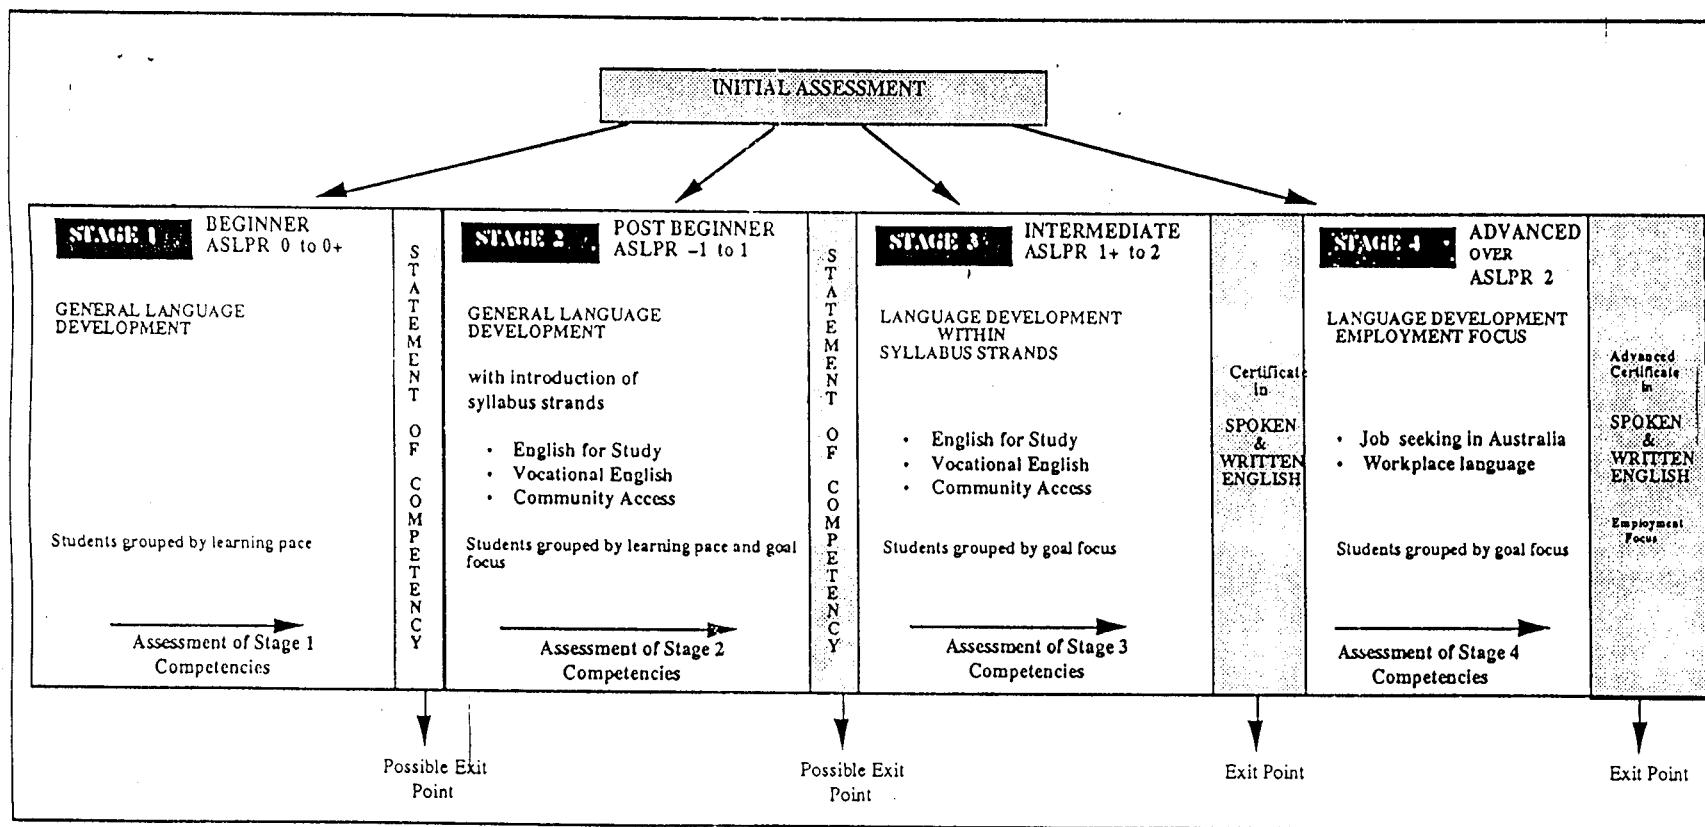 INITIAL ASSESSMENT
STAGE 1
BEGINNER
ASLPR 0 to 0+
GENERAL LANGUAGE
DEVELOPMENT
Students grouped by learning pace
Assessment of Stage 1
Competencies
STATEMENT OF COMPETENCY
Possible Exit
Point
STAGE 2
POST BEGINNER
ASLPR –1 to 1
GENERAL LANGUAGE
DEVELOPMENT
with introduction of
syllabus strands
• English for Study
• Vocational English
• Community Access
Students grouped by learning pace and goal
focus
Assessment of Stage 2
Competencies
STATEMENT OF COMPETENCY
Possible Exit
Point
STAGE 3
INTERMEDIATE
ASLPR 1+ to 2
LANGUAGE DEVELOPMENT
WITHIN
SYLLABUS STRANDS
• English for Study
• Vocational English
• Community Access
Students grouped by goal focus
Assessment of Stage 3
Competencies
Certificate
in
SPOKEN
&
WRITTEN
ENGLISH
Exit Point
STAGE 4
ADVANCED
OVER
ASLPR 2
LANGUAGE DEVELOPMENT
EMPLOYMENT FOCUS
• Job seeking in Australia
• Workplace language
Students grouped by goal focus
Assessment of Stage 4
Competencies
Advanced
Certificate
in
SPOKEN
&
WRITTEN
ENGLISH
Employment
Focus
Exit Point